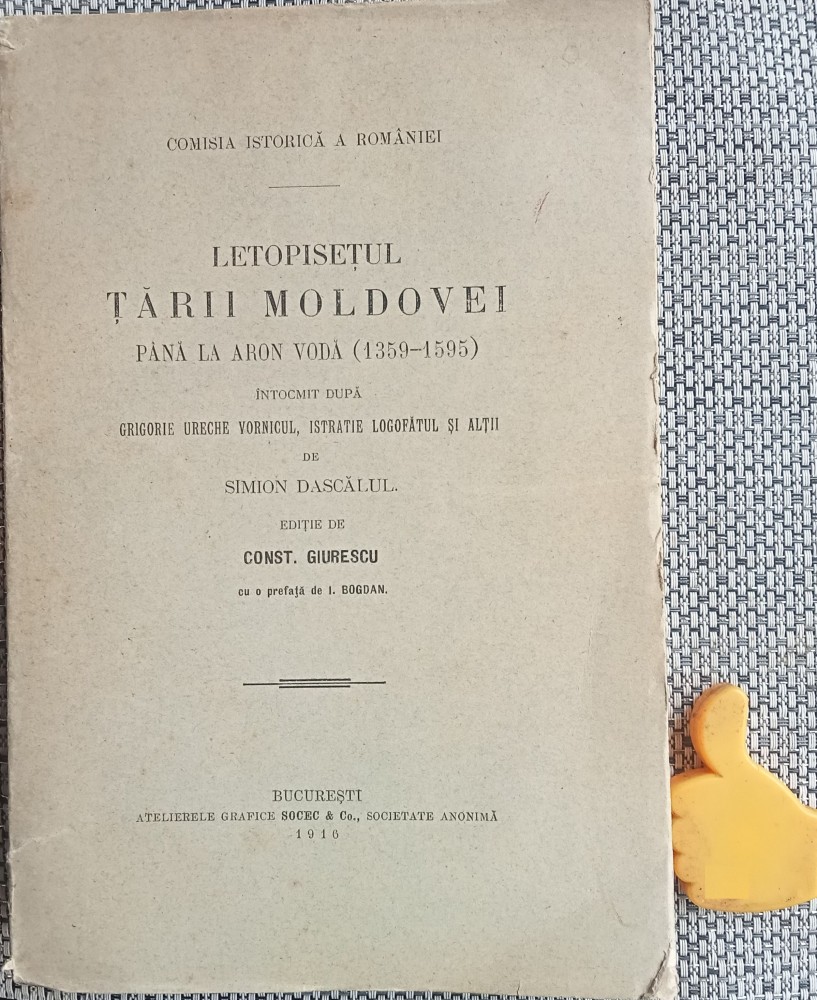 COMISIA ISTORICĂ A ROMÂNIEI
LETOPISEȚUL
ȚĂRII MOLDOVEI
PÂNĂ LA ARON VODĂ (1359–1595)
ÎNTOCMIT DUPĂ
GRIGORIE URECHE VORNICUL, ISTRATIE LOGOFĂTUL ȘI ALȚII
DE
SIMION DASCĂLUL.
EDIȚIE DE
CONST. GIURESCU
cu o prefață de I. BOGDAN.
BUCUREȘTI
ATELIERELE GRAFICE SOCEC & Co., SOCIETATE ANONIMĂ
1916